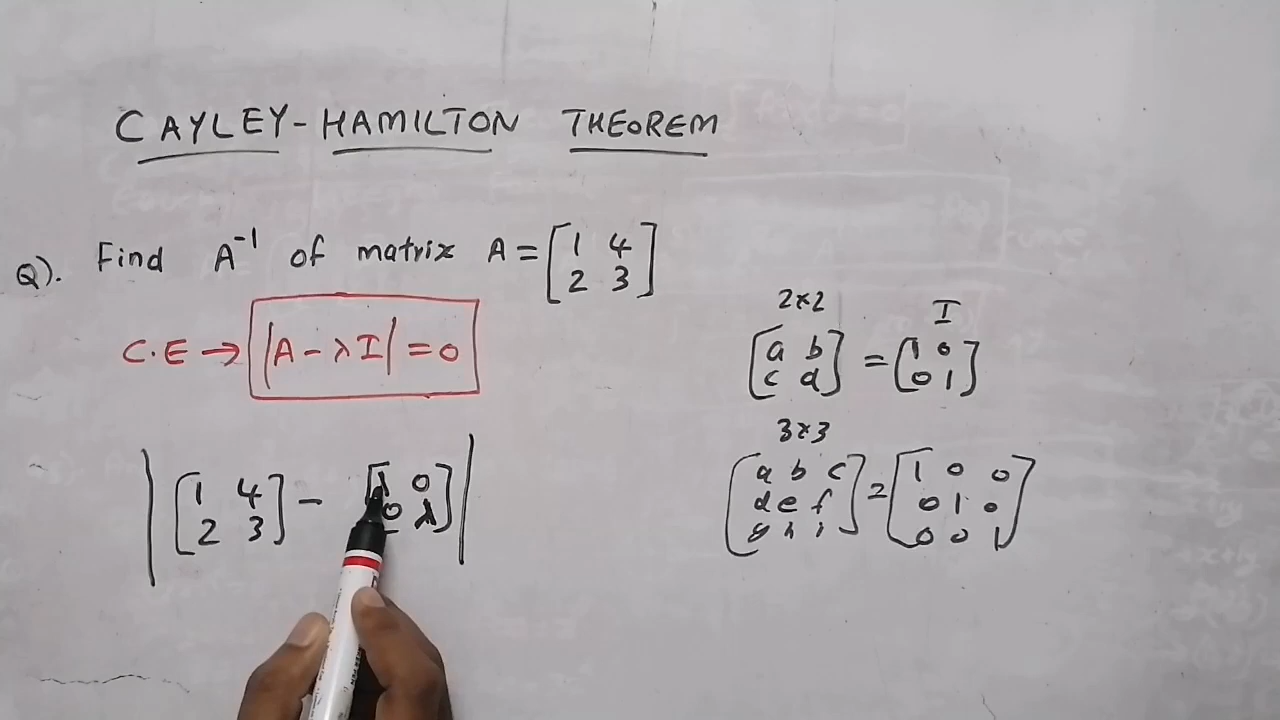 CAYLEY-HAMILTON THEOREM
Q). Find A⁻¹ of matrix A = [1 4
2 3]
C.E → |A - λI| = 0
| [1 4
2 3] - [λ 0
0 λ] |
2×2
I
[a b
c d] = [1 0
0 1]
3×3
[a b c
d e f
g h i] = [1 0 0
0 1 0
0 0 1]